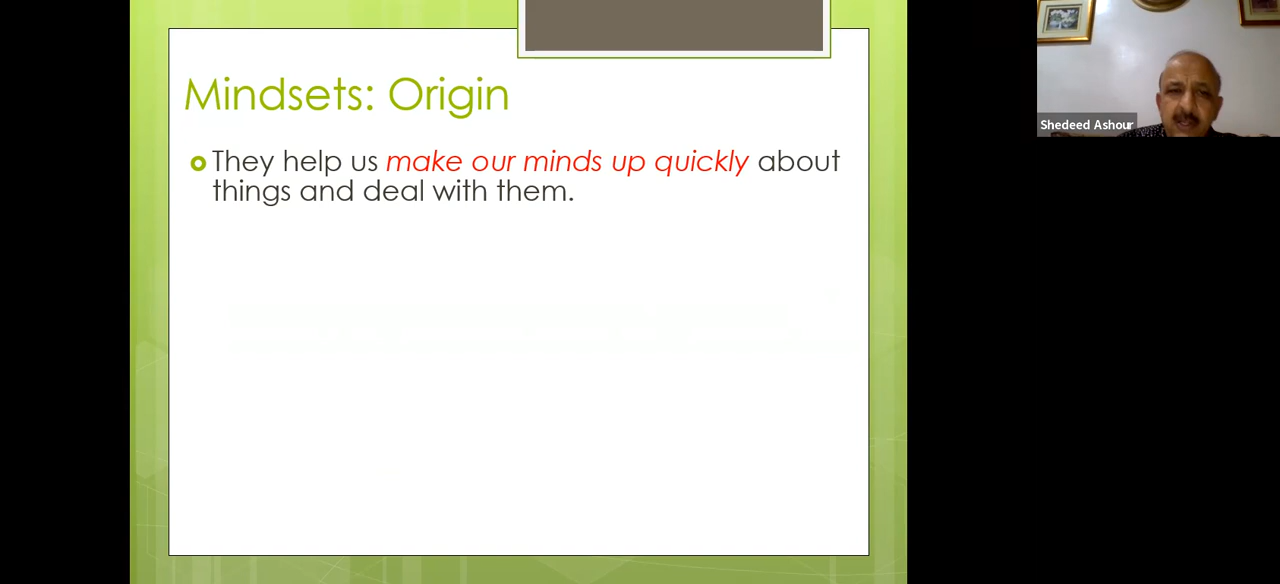 Mindsets: Origin
They help us make our minds up quickly about
things and deal with them.
Shedeed Ashour